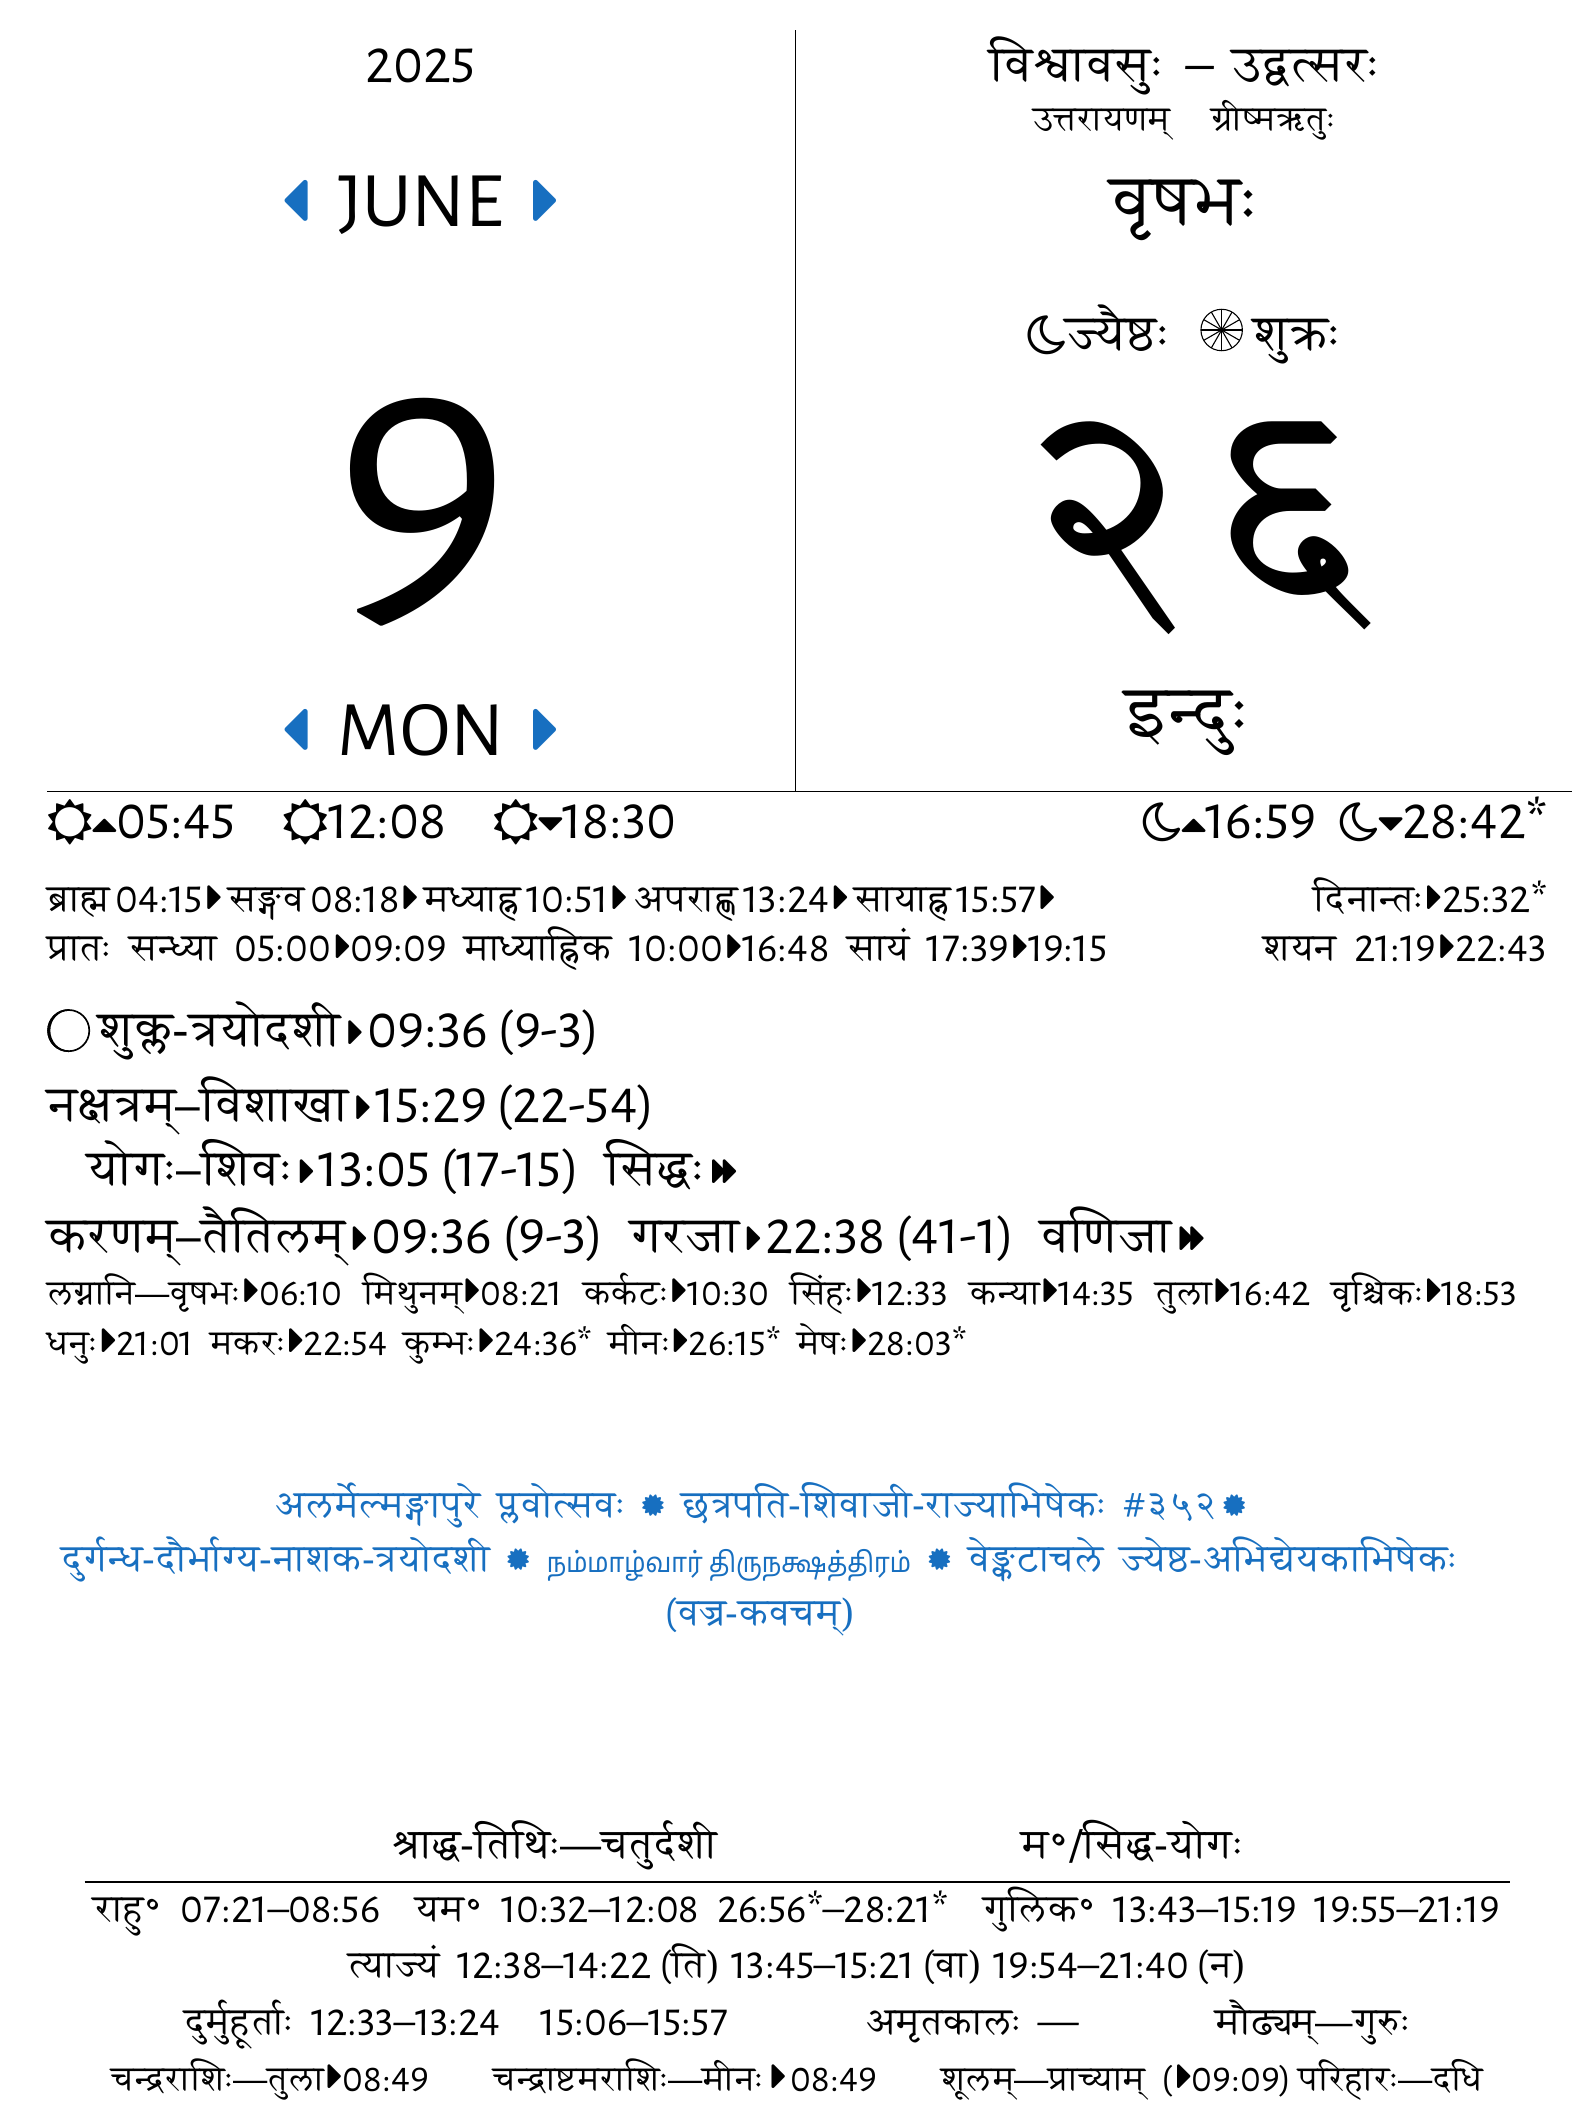 2025
JUNE
9
MON
विश्वावसुः – उद्वत्सरः
उत्तरायणम् ग्रीष्मऋतुः
वृषभः
ज्यैष्ठः शुक्रः
२६
इन्दुः
05:45 12:08 18:30 16:59 28:42*
ब्राह्म 04:15 सङ्गव 08:18 मध्याह्न 10:51 अपराह्ण 13:24 सायाह्न 15:57 दिनान्तः 25:32*
प्रातः सन्ध्या 05:00 09:09 माध्याह्निक 10:00 16:48 सायं 17:39 19:15 शयन 21:19 22:43
शुक्ल-त्रयोदशी 09:36 (9-3)
नक्षत्रम्–विशाखा 15:29 (22-54)
योगः–शिवः 13:05 (17-15) सिद्धः
करणम्–तैतिलम् 09:36 (9-3) गरजा 22:38 (41-1) वणिजा
लग्नानि—वृषभः 06:10 मिथुनम् 08:21 कर्कटः 10:30 सिंहः 12:33 कन्या 14:35 तुला 16:42 वृश्चिकः 18:53
धनुः 21:01 मकरः 22:54 कुम्भः 24:36* मीनः 26:15* मेषः 28:03*
अलर्मेल्मङ्गापुरे प्लवोत्सवः ✹ छत्रपति-शिवाजी-राज्याभिषेकः #३५२ ✹
दुर्गन्ध-दौर्भाग्य-नाशक-त्रयोदशी ✹ நம்மாழ்வார் திருநக்ஷத்திரம் ✹ वेङ्कटाचले ज्येष्ठ-अभिद्येयकाभिषेकः
(वज्र-कवचम्)
श्राद्ध-तिथिः—चतुर्दशी म॰/सिद्ध-योगः
राहु॰ 07:21–08:56 यम॰ 10:32–12:08 26:56*–28:21* गुलिक॰ 13:43–15:19 19:55–21:19
त्याज्यं 12:38–14:22 (ति) 13:45–15:21 (वा) 19:54–21:40 (न)
दुर्मुहूर्ताः 12:33–13:24 15:06–15:57 अमृतकालः — मौढ्यम्—गुरुः
चन्द्रराशिः—तुला 08:49 चन्द्राष्टमराशिः—मीनः 08:49 शूलम्—प्राच्याम् ( 09:09) परिहारः—दधि